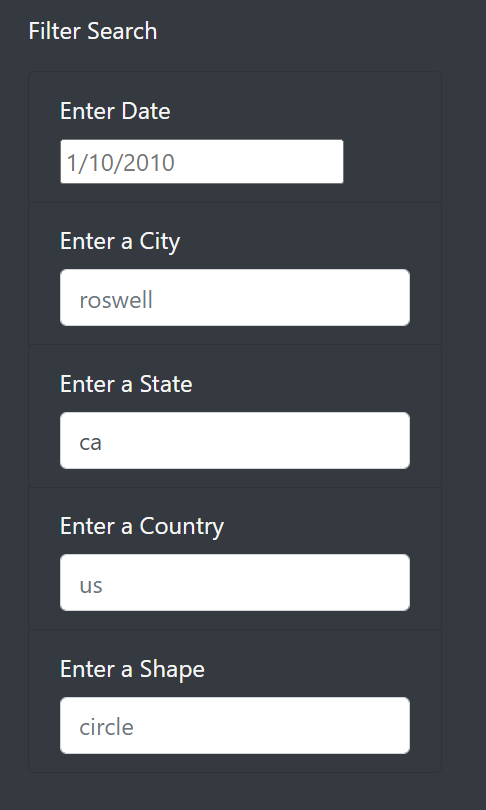 Filter Search
Enter Date
1/10/2010
Enter a City
roswell
Enter a State
ca
Enter a Country
us
Enter a Shape
circle